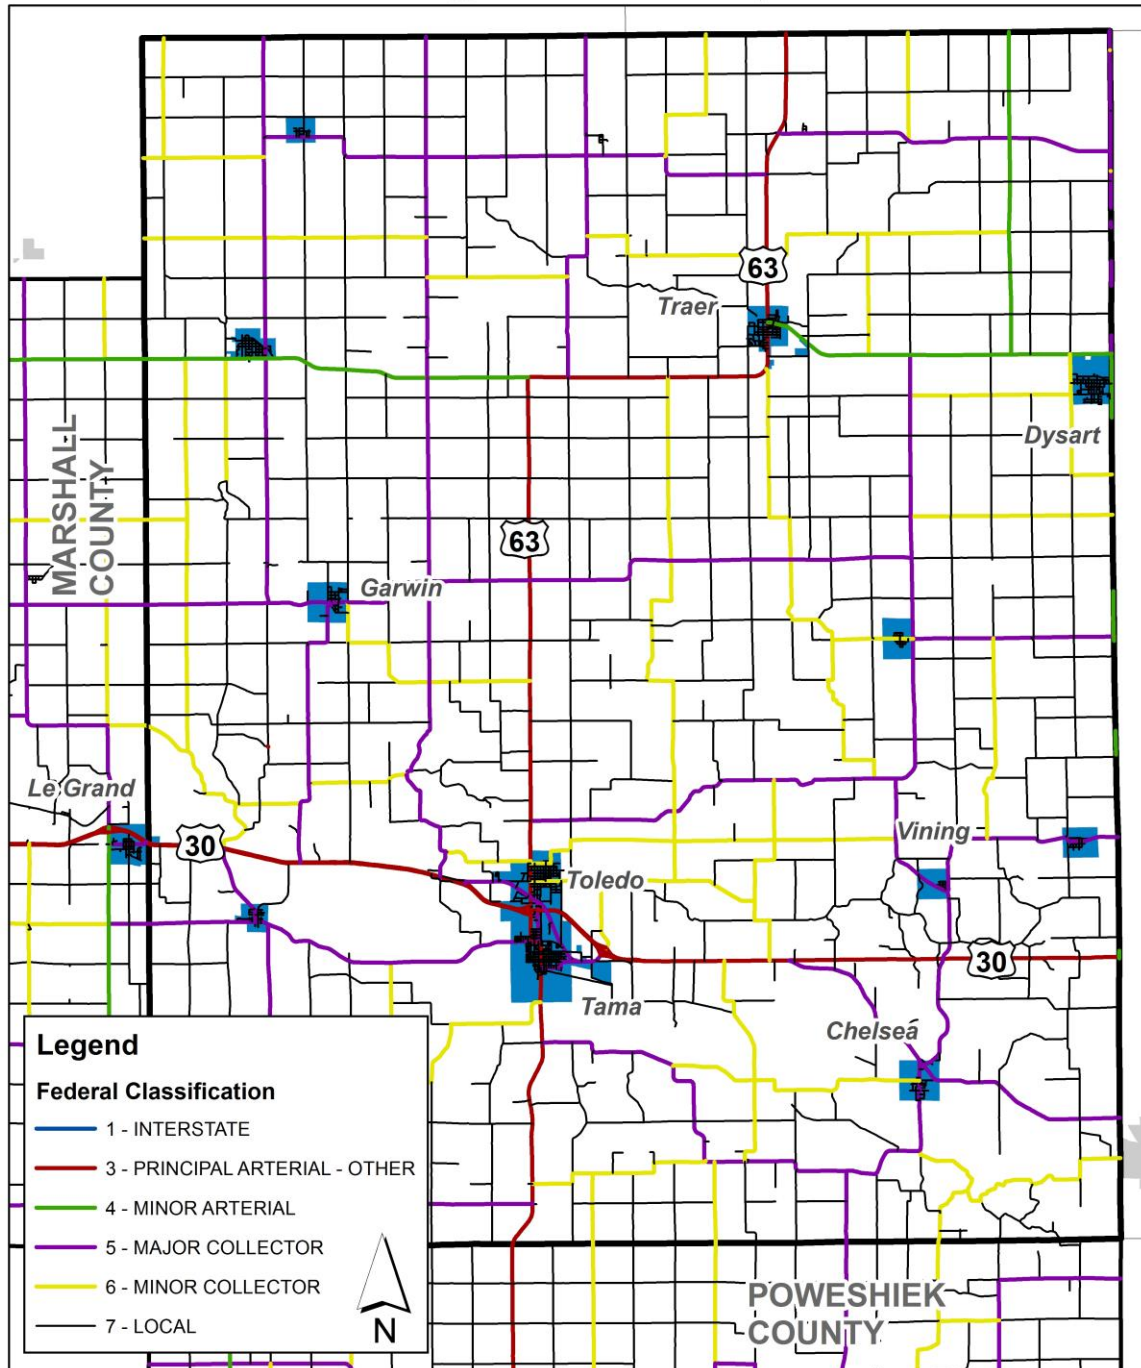 63
Traer
Dysart
MARSHALL
COUNTY
63
Garwin
Le Grand
30
Vining
Toledo
30
Tama
Chelsea
Legend
Federal Classification
1 - INTERSTATE
3 - PRINCIPAL ARTERIAL - OTHER
4 - MINOR ARTERIAL
5 - MAJOR COLLECTOR
6 - MINOR COLLECTOR
7 - LOCAL
N
POWESHIEK
COUNTY